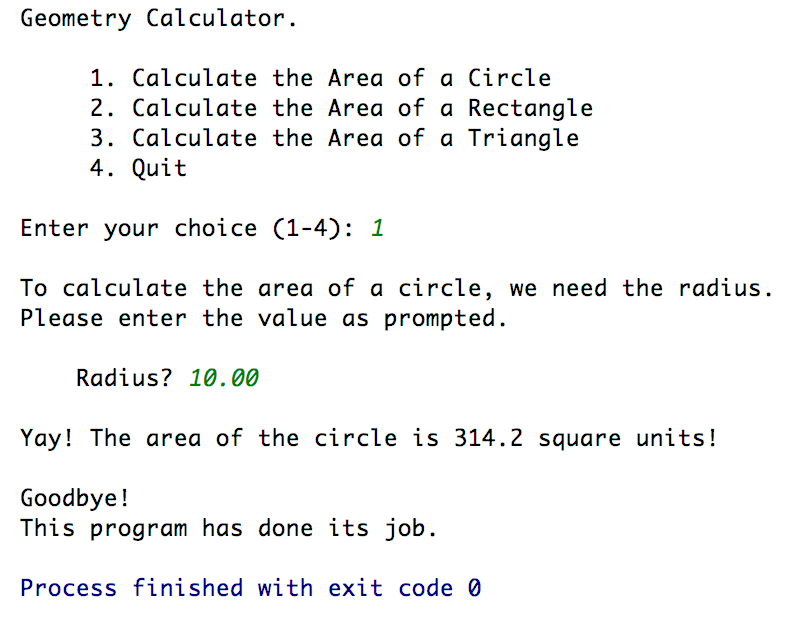 Geometry Calculator.
1. Calculate the Area of a Circle
2. Calculate the Area of a Rectangle
3. Calculate the Area of a Triangle
4. Quit
Enter your choice (1-4): 1
To calculate the area of a circle, we need the radius.
Please enter the value as prompted.
Radius? 10.00
Yay! The area of the circle is 314.2 square units!
Goodbye!
This program has done its job.
Process finished with exit code 0